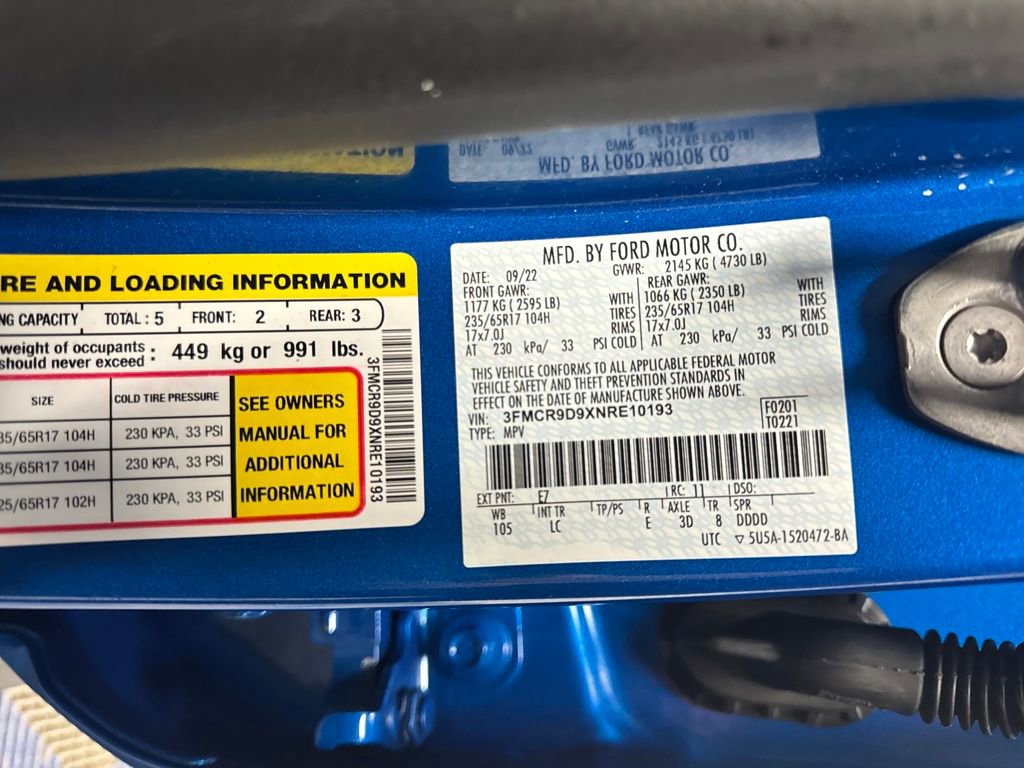 RE AND LOADING INFORMATION
NG CAPACITY TOTAL : 5 FRONT: 2 REAR: 3
weight of occupants
should never exceed : 449 kg or 991 lbs.
SIZE COLD TIRE PRESSURE
35/65R17 104H 230 KPA, 33 PSI
35/65R17 104H 230 KPA, 33 PSI
25/65R17 102H 230 KPA, 33 PSI
SEE OWNERS
MANUAL FOR
ADDITIONAL
INFORMATION
3FMCR9D9XNRE10193
MFD. BY FORD MOTOR CO.
DATE: 09/22 GVWR: 2145 KG ( 4730 LB)
FRONT GAWR: REAR GAWR:
1177 KG ( 2595 LB) WITH 1066 KG ( 2350 LB) WITH
235/65R17 104H TIRES 235/65R17 104H TIRES
17x7.0J RIMS 17x7.0J RIMS
AT 230 kPa/ 33 PSI COLD AT 230 kPa/ 33 PSI COLD
THIS VEHICLE CONFORMS TO ALL APPLICABLE FEDERAL MOTOR
VEHICLE SAFETY AND THEFT PREVENTION STANDARDS IN
EFFECT ON THE DATE OF MANUFACTURE SHOWN ABOVE.
VIN: 3FMCR9D9XNRE10193 F0201
TYPE: MPV T0221
EXT PNT: E7 RC: 11 DSO:
WB INT TR TP/PS R AXLE TR SPR
105 LC E 3D 8 DDDD
UTC ▽ 5U5A-1520472-BA